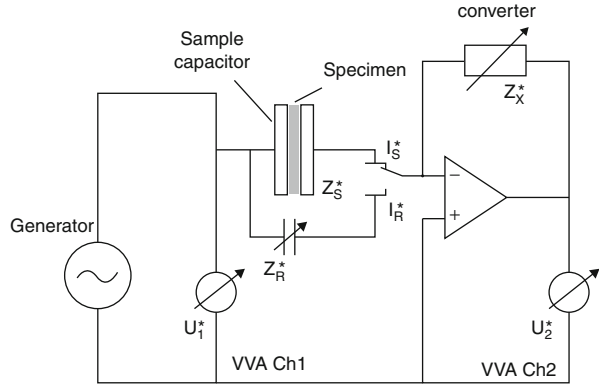 converter
Sample
capacitor
Specimen
Z*X
I*S
Z*S
−
+
I*R
Generator
Z*R
U*1
U*2
VVA Ch1
VVA Ch2